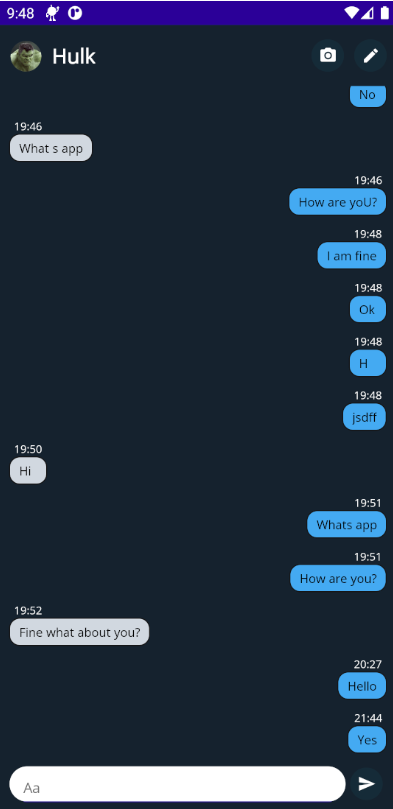 9:48
Hulk
No
19:46
What s app
19:46
How are yoU?
19:48
I am fine
19:48
Ok
19:48
H
19:48
jsdff
19:50
Hi
19:51
Whats app
19:51
How are you?
19:52
Fine what about you?
20:27
Hello
21:44
Yes
Aa